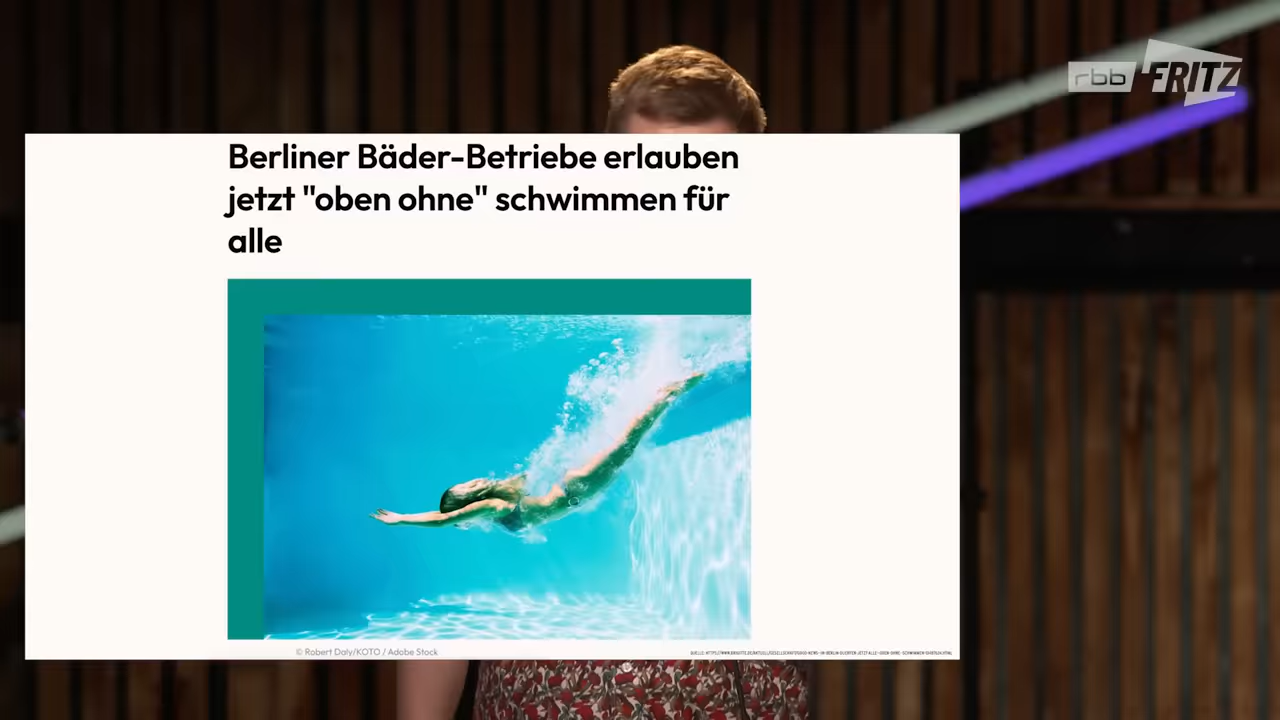 rbb FRITZ
Berliner Bäder-Betriebe erlauben
jetzt "oben ohne" schwimmen für
alle
© Robert Daly/KOTO / Adobe Stock